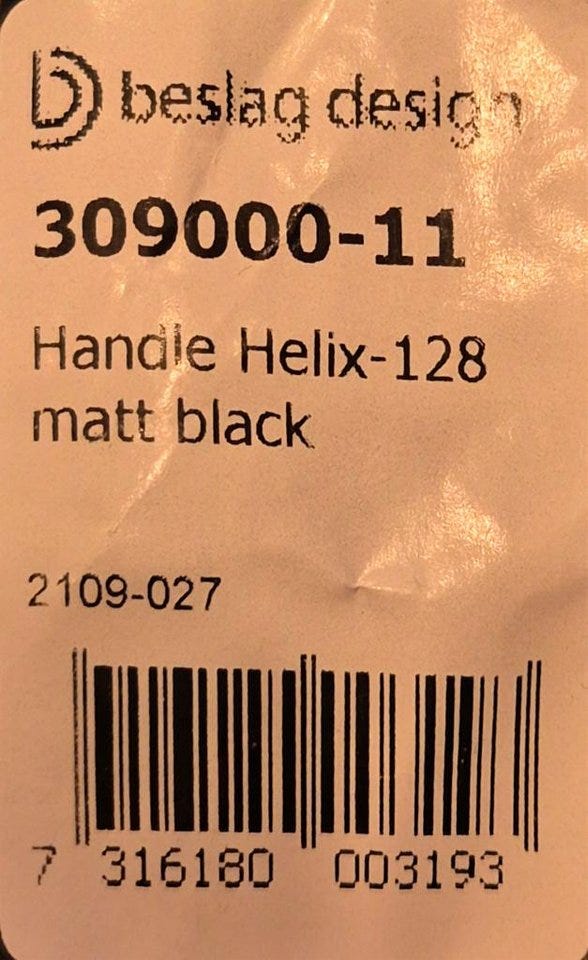 beslag design
309000-11
Handle Helix-128
matt black
2109-027
7 316180 003193